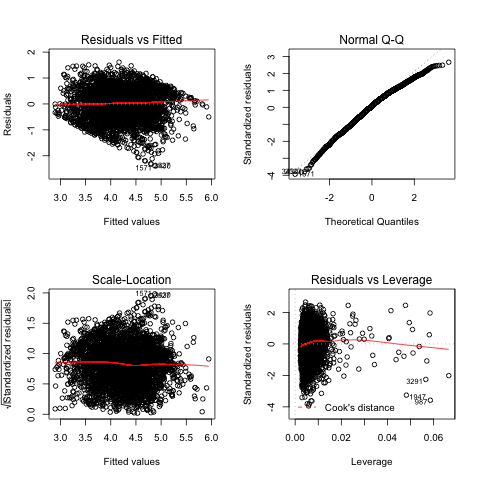 Residuals vs Fitted
Residuals
-2 -1 0 1 2
1571
3.0 3.5 4.0 4.5 5.0 5.5 6.0
Fitted values
Normal Q-Q
Standardized residuals
-4 -2 0 1 2 3
-2 0 2
Theoretical Quantiles
Scale-Location
√|Standardized residuals|
0.0 0.5 1.0 1.5 2.0
1571
3.0 3.5 4.0 4.5 5.0 5.5 6.0
Fitted values
Residuals vs Leverage
Standardized residuals
-4 -2 0 2
3291
1947
987
Cook's distance
0.00 0.02 0.04 0.06
Leverage